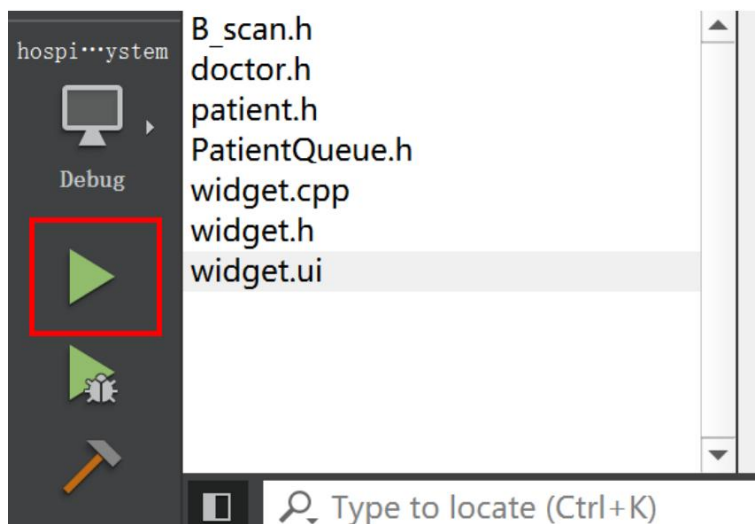 hospi…ystem
Debug
B_scan.h
doctor.h
patient.h
PatientQueue.h
widget.cpp
widget.h
widget.ui
Type to locate (Ctrl+K)